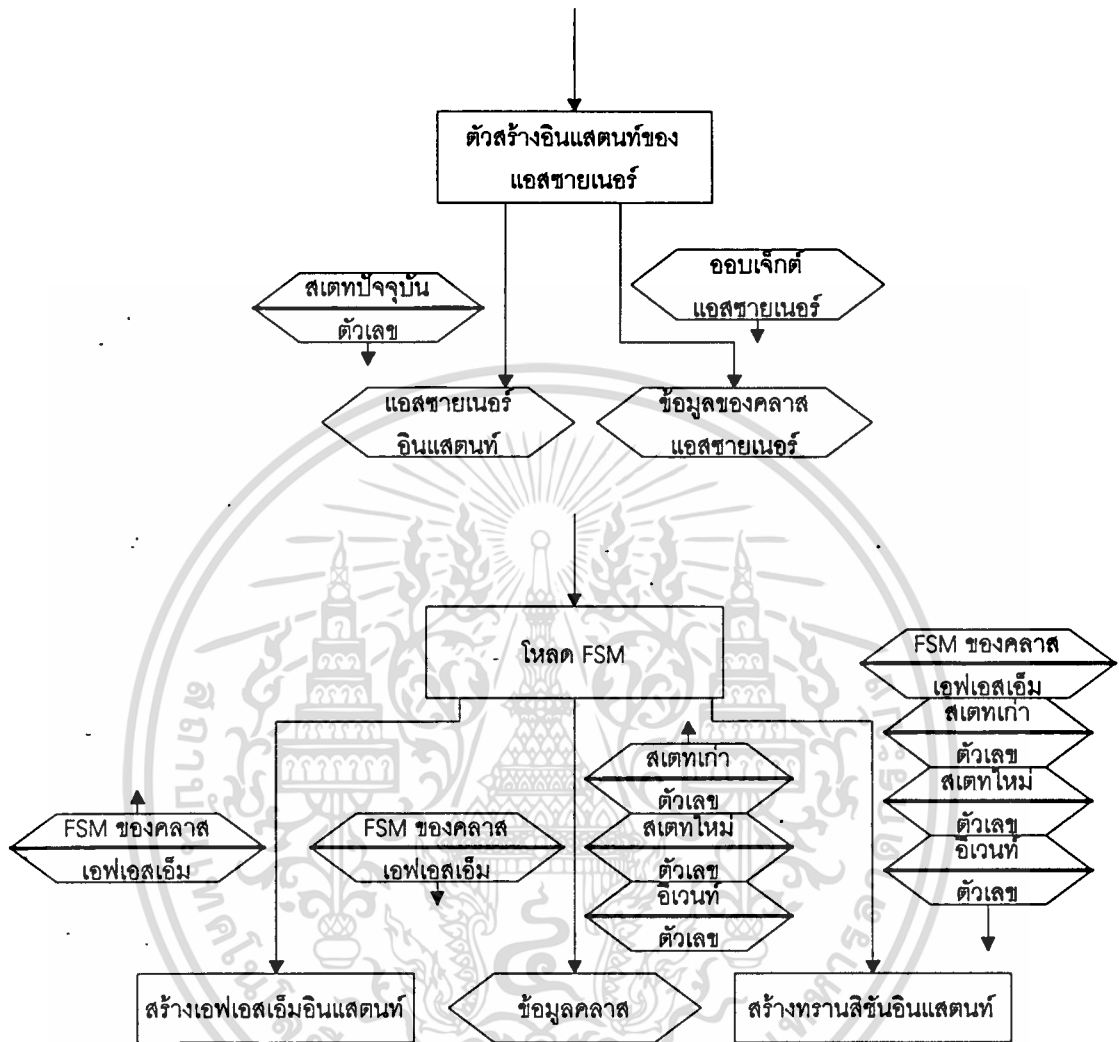 ตัวสร้างอินแสตนท์ของ
แอสซายเนอร์
สเตทปัจจุบัน
ตัวเลข
ออบเจ็กต์
แอสซายเนอร์
แอสซายเนอร์
อินแสตนท์
ข้อมูลของคลาส
แอสซายเนอร์
โหลด FSM
FSM ของคลาส
เอฟเอสเอ็ม
สเตทเก่า
ตัวเลข
สเตทใหม่
ตัวเลข
อีเวนท์
ตัวเลข
FSM ของคลาส
เอฟเอสเอ็ม
FSM ของคลาส
เอฟเอสเอ็ม
สเตทเก่า
ตัวเลข
สเตทใหม่
ตัวเลข
อีเวนท์
ตัวเลข
สร้างเอฟเอสเอ็มอินแสตนท์
ข้อมูลคลาส
สร้างทรานสิชันอินแสตนท์